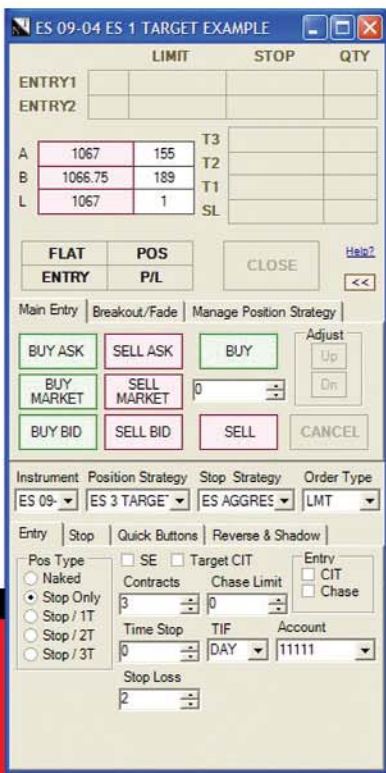 ES 09-04 ES 1 TARGET EXAMPLE
LIMIT STOP QTY
ENTRY1
ENTRY2
T3
A 1067 155
T2
B 1066.75 189
T1
L 1067 1
SL
FLAT POS
CLOSE
Help?
ENTRY P/L
<<
Main Entry Breakout/Fade Manage Position Strategy
Adjust
BUY ASK SELL ASK BUY Up
BUY MARKET SELL MARKET 0 Dn
BUY BID SELL BID SELL CANCEL
Instrument Position Strategy Stop Strategy Order Type
ES 09- ES 3 TARGE' ES AGGRES LMT
Entry Stop Quick Buttons Reverse & Shadow
Pos Type SE Target CIT Entry
Naked Contracts Chase Limit CIT
Stop Only 3 0 Chase
Stop / 1T Time Stop TIF Account
Stop / 2T 0 DAY 11111
Stop / 3T
Stop Loss
2